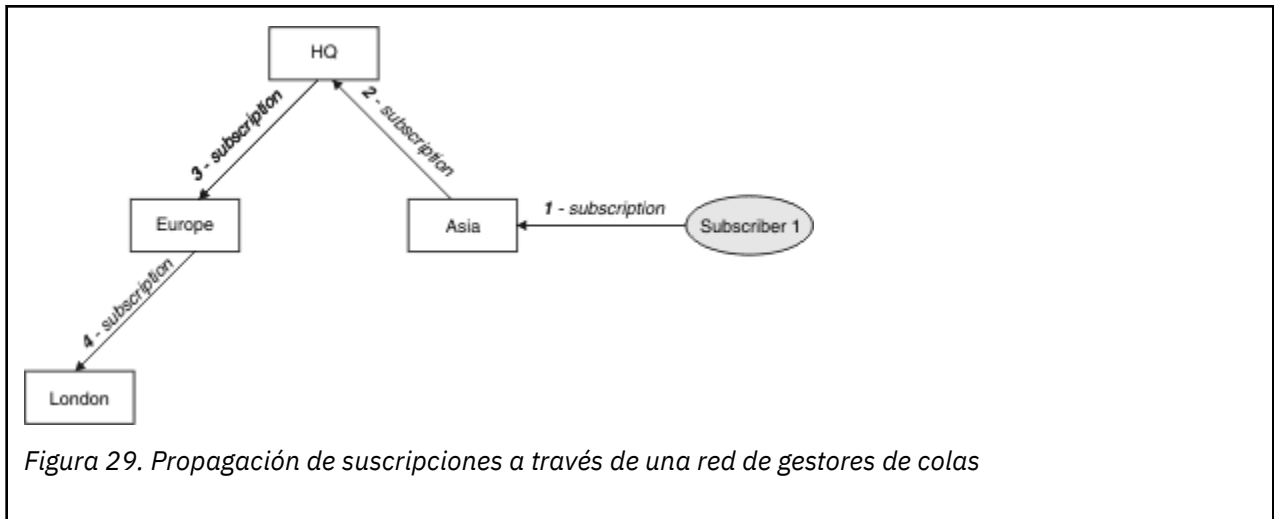 HQ
3 - subscription
2 - subscription
Europe
Asia
1 - subscription
Subscriber 1
4 - subscription
London
Figura 29. Propagación de suscripciones a través de una red de gestores de colas